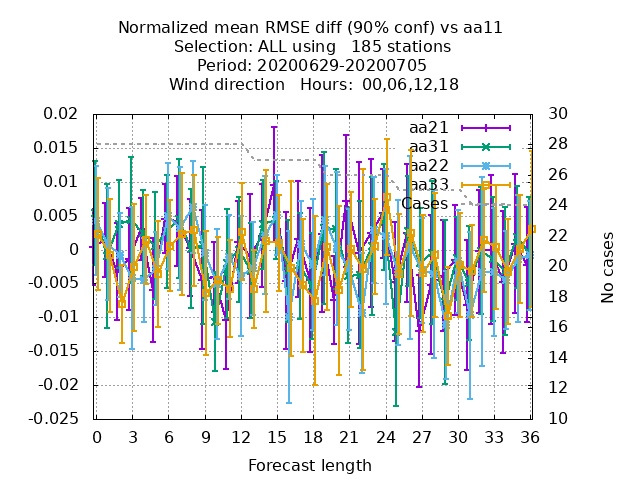 Normalized mean RMSE diff (90% conf) vs aa11
Selection: ALL using 185 stations
Period: 20200629-20200705
Wind direction Hours: 00,06,12,18
0.02
0.015
0.01
0.005
0
-0.005
-0.01
-0.015
-0.02
-0.025
aa21
aa31
aa22
aa33
Cases
30
28
26
24
22
20
18
16
14
12
10
No cases
0 3 6 9 12 15 18 21 24 27 30 33 36
Forecast length